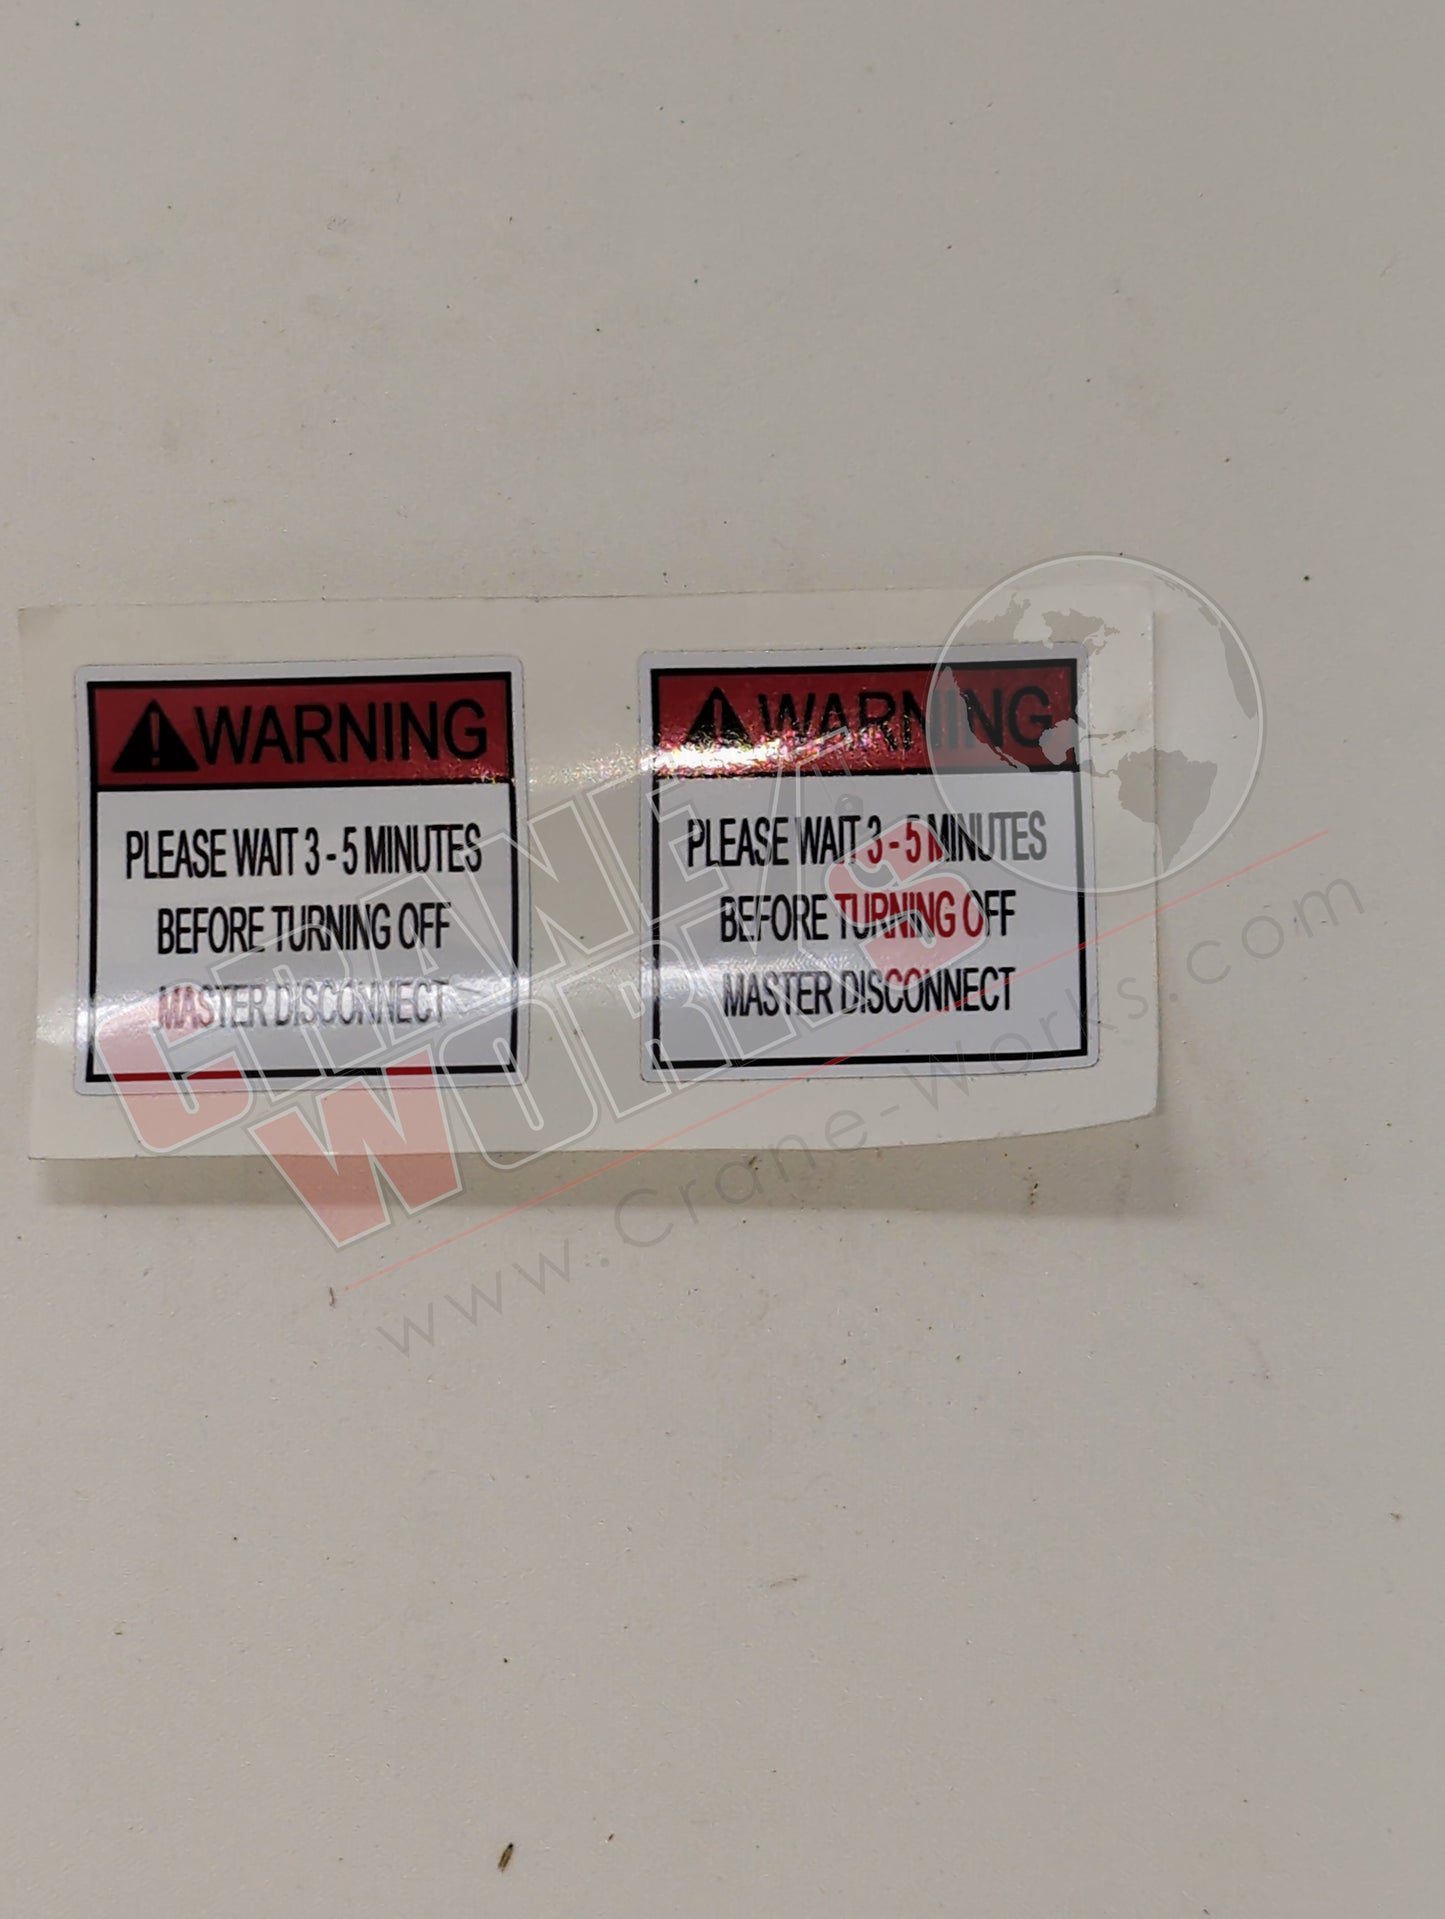 WARNING
PLEASE WAIT 3 - 5 MINUTES
BEFORE TURNING OFF
MASTER DISCONNECT
WARNING
PLEASE WAIT 3 - 5 MINUTES
BEFORE TURNING OFF
MASTER DISCONNECT
CRANE
WORKS
www.Crane-Works.com